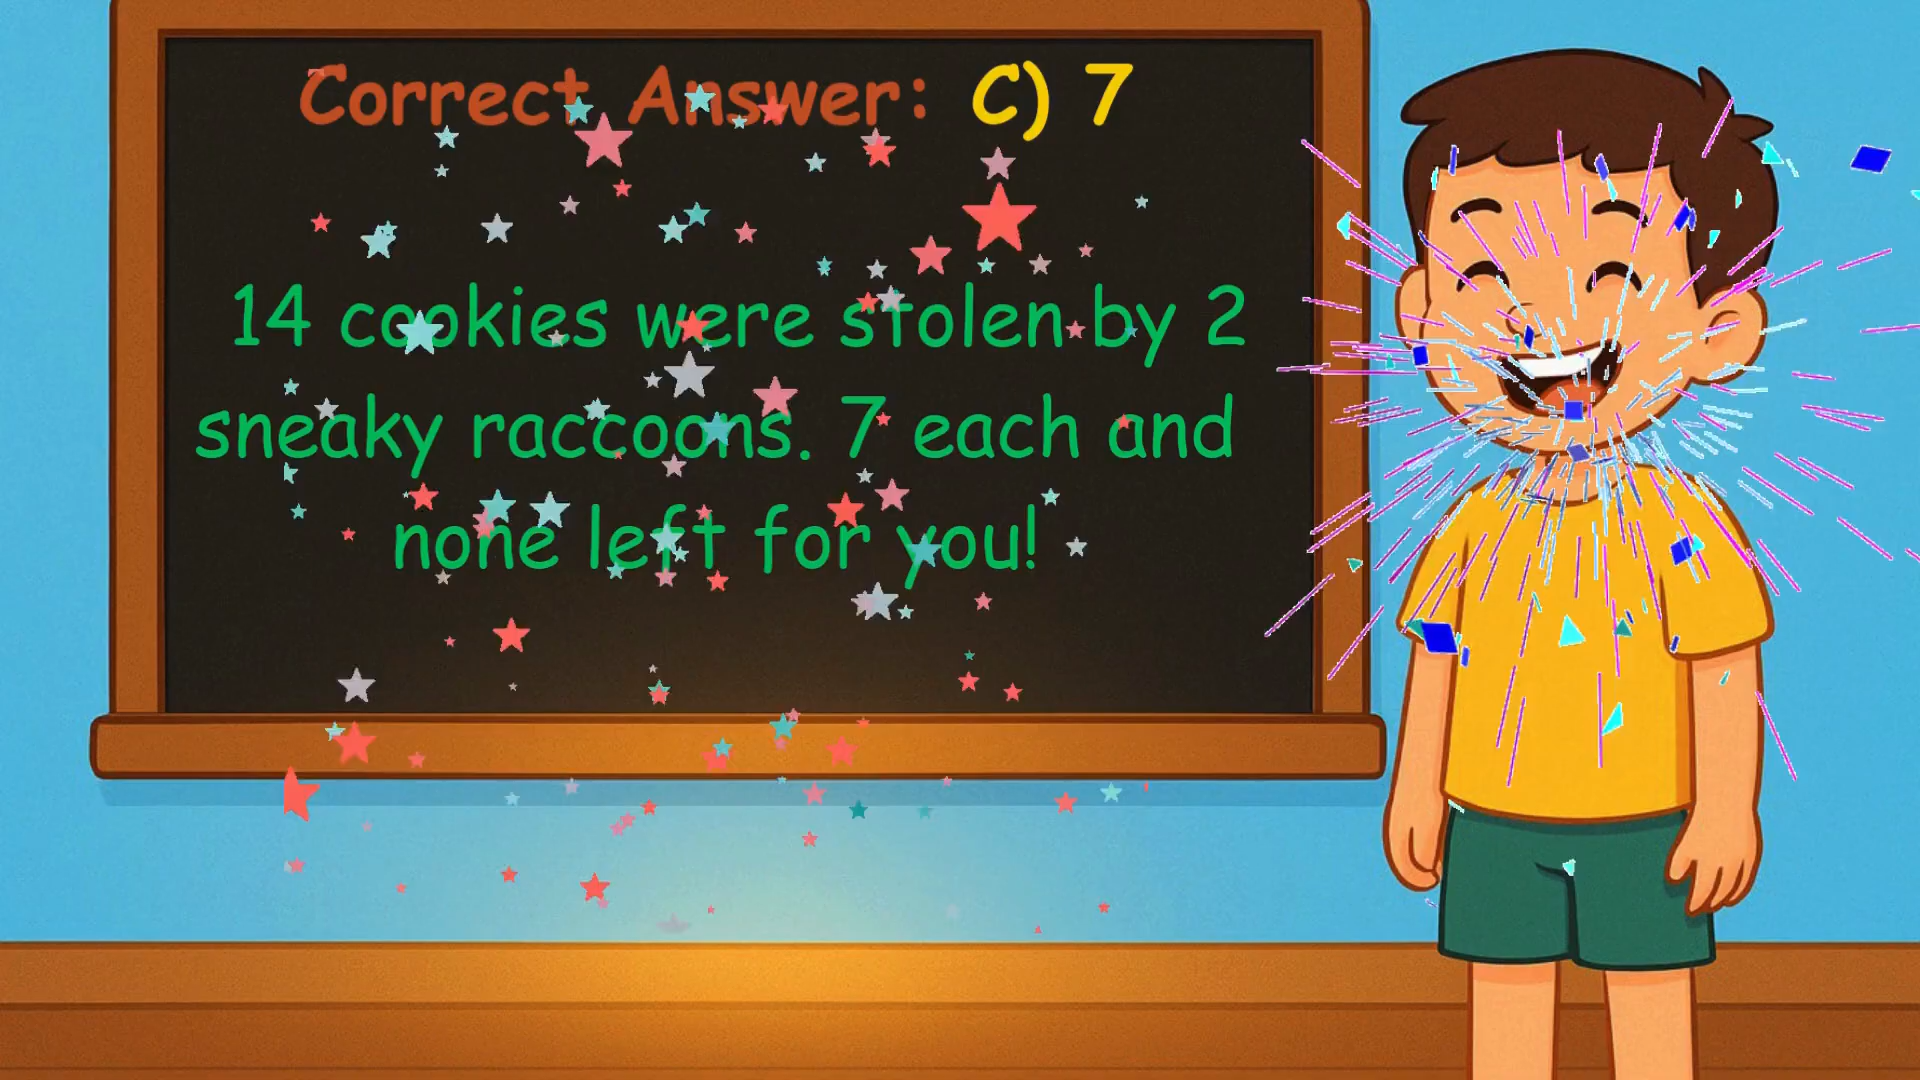 Correct Answer: C) 7
14 cookies were stolen by 2
sneaky raccoons. 7 each and
none left for you!